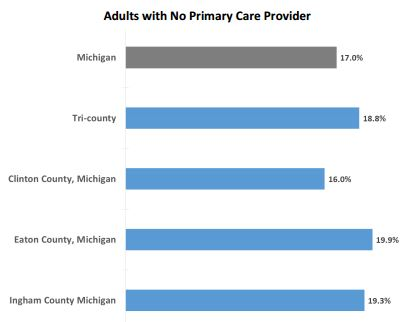 Adults with No Primary Care Provider
Michigan
17.0%
Tri-county
18.8%
Clinton County, Michigan
16.0%
Eaton County, Michigan
19.9%
Ingham County Michigan
19.3%